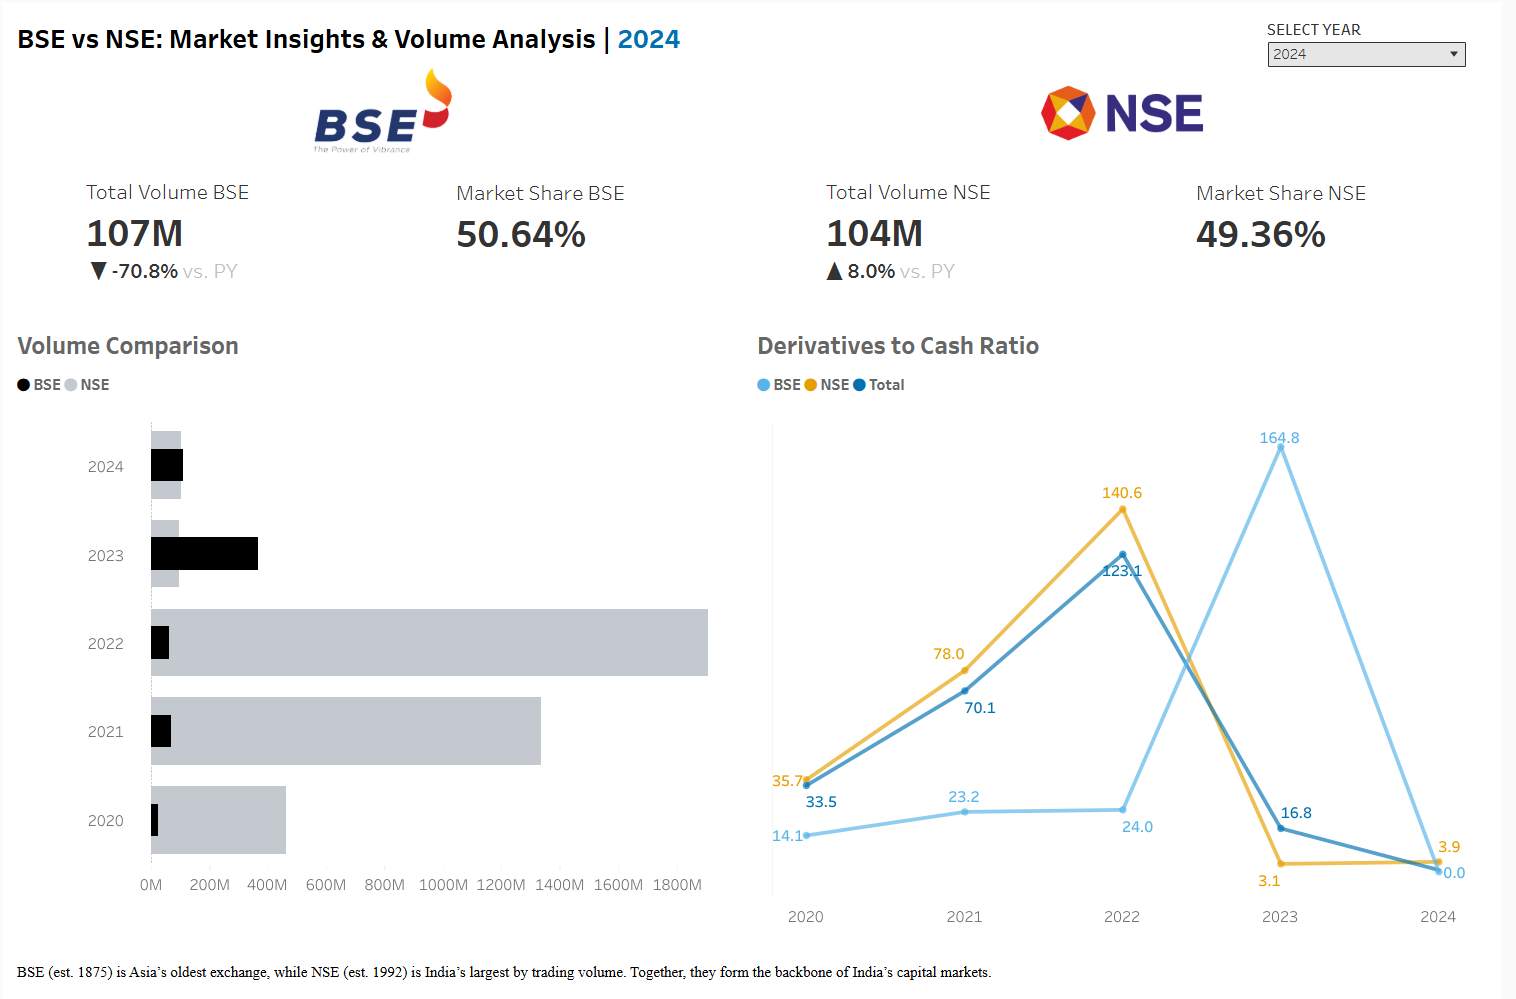 BSE vs NSE: Market Insights & Volume Analysis | 2024
SELECT YEAR
2024
BSE
The Power of Vibrance
NSE
Total Volume BSE
107M
▼ -70.8% vs. PY
Market Share BSE
50.64%
Total Volume NSE
104M
▲ 8.0% vs. PY
Market Share NSE
49.36%
Volume Comparison
BSE NSE
2024
2023
2022
2021
2020
0M 200M 400M 600M 800M 1000M 1200M 1400M 1600M 1800M
Derivatives to Cash Ratio
BSE NSE Total
164.8
140.6
123.1
78.0
70.1
35.7
33.5
23.2
14.1
24.0
16.8
3.1
3.9
0.0
2020 2021 2022 2023 2024
BSE (est. 1875) is Asia’s oldest exchange, while NSE (est. 1992) is India’s largest by trading volume. Together, they form the backbone of India’s capital markets.